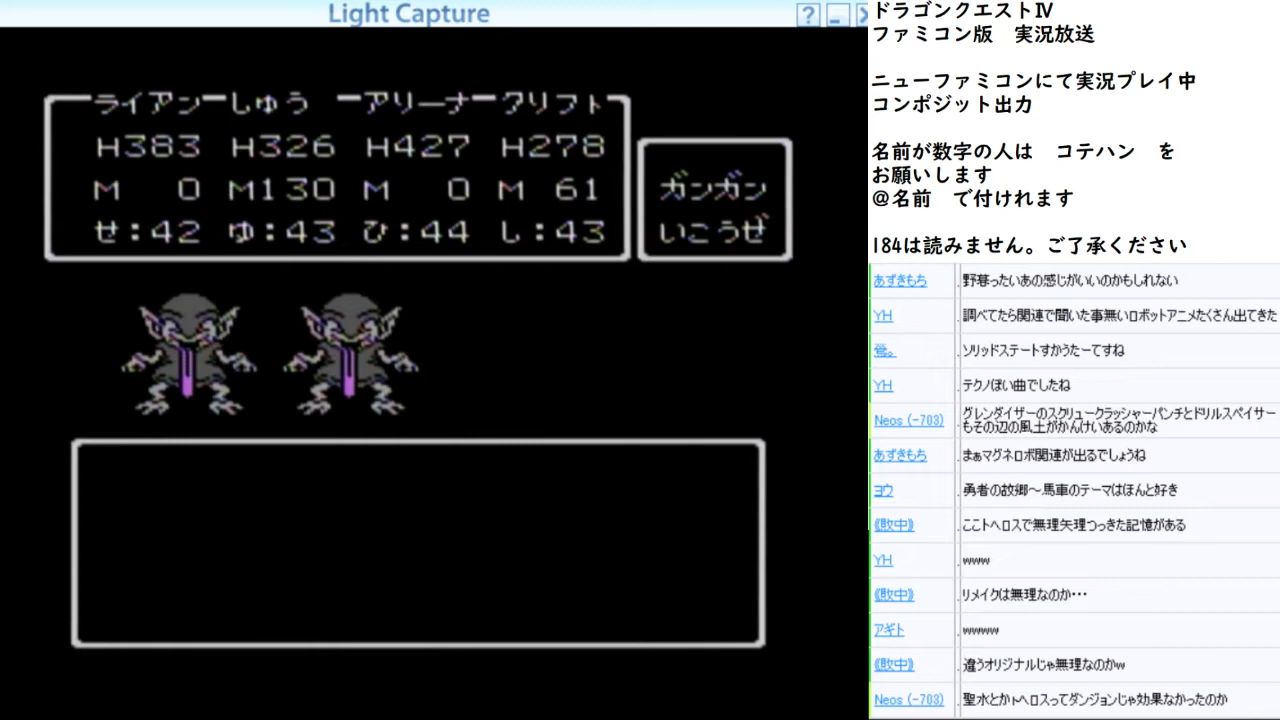 Light Capture
ライアン しゅう アリーナ クリフト
H383 H326 H427 H278
M 0 M130 M 0 M 61
せ:42 ゆ:43 ひ:44 し:43
ガンガン
いこうぜ
ドラゴンクエストⅣ
ファミコン版 実況放送
ニューファミコンにて実況プレイ中
コンポジット出力
名前が数字の人は コテハン を
お願いします
@名前 で付けれます
184は読みません。ご了承ください
あずきもち .野暮ったいあの感じがいいのかもしれない
YH .調べてたら関連で聞いた事無いロボットアニメたくさん出てきた
.ソリッドステートすかうたーてすね
YH .テクノぽい曲でしたね
Neos (-703) .グレンダイザーのスクリュークラッシャーパンチとドリルスペイザー
もその辺の風土がかんけいあるのかな
あずきもち .まぁマグネロボ関連が出るでしょうね
ヨウ .勇者の故郷～馬車のテーマはほんと好き
⟪敗中⟫ .ここトヘロスで無理矢理つっきた記憶がある
YH .www
⟪敗中⟫ .リメイクは無理なのか・・・
アギト .wwww
⟪敗中⟫ .違うオリジナルじゃ無理なのかw
Neos (-703) .聖水とかトヘロスってダンジョンじゃ効果なかったのか